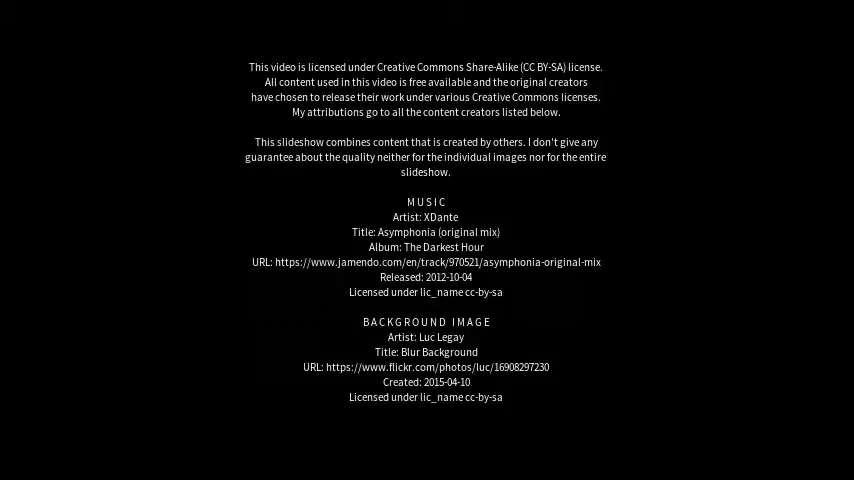 This video is licensed under Creative Commons Share-Alike (CC BY-SA) license.
All content used in this video is free available and the original creators
have chosen to release their work under various Creative Commons licenses.
My attributions go to all the content creators listed below.
This slideshow combines content that is created by others. I don't give any
guarantee about the quality neither for the individual images nor for the entire
slideshow.
MUSIC
Artist: XDante
Title: Asymphonia (original mix)
Album: The Darkest Hour
URL: https://www.jamendo.com/en/track/970521/asymphonia-original-mix
Released: 2012-10-04
Licensed under lic_name cc-by-sa
BACKGROUND IMAGE
Artist: Luc Legay
Title: Blur Background
URL: https://www.flickr.com/photos/luc/16908297230
Created: 2015-04-10
Licensed under lic_name cc-by-sa